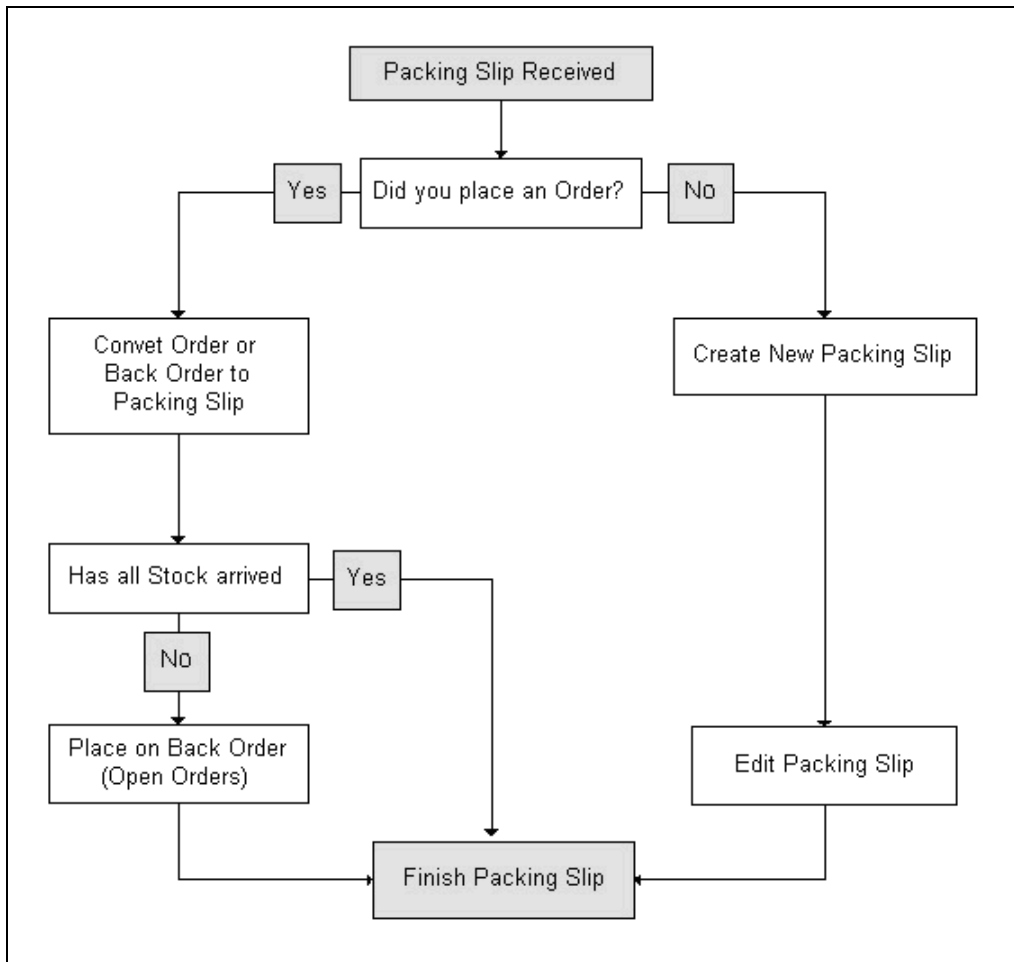 Packing Slip Received
Yes
Did you place an Order?
No
Convet Order or
Back Order to
Packing Slip
Create New Packing Slip
Has all Stock arrived
Yes
No
Place on Back Order
(Open Orders)
Edit Packing Slip
Finish Packing Slip